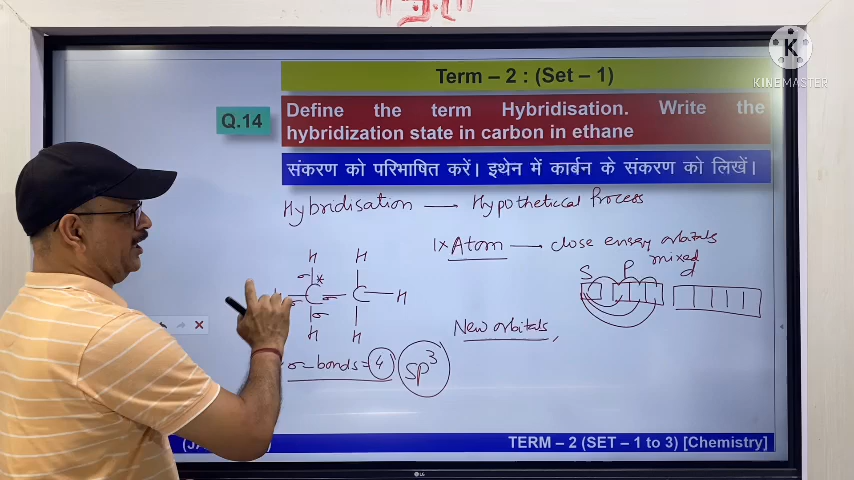 K
KINEMASTER
Term – 2 : (Set – 1)
Q.14
Define the term Hybridisation. Write the
hybridization state in carbon in ethane
संकरण को परिभाषित करें। इथेन में कार्बन के संकरण को लिखें।
Hybridisation — Hypothetical Process
1x Atom — close energy orbitals
mixed
S P d
H H
C* C H
H H
New orbitals,
σ-bonds = 4 sp³
TERM – 2 (SET – 1 to 3) [Chemistry]
LG